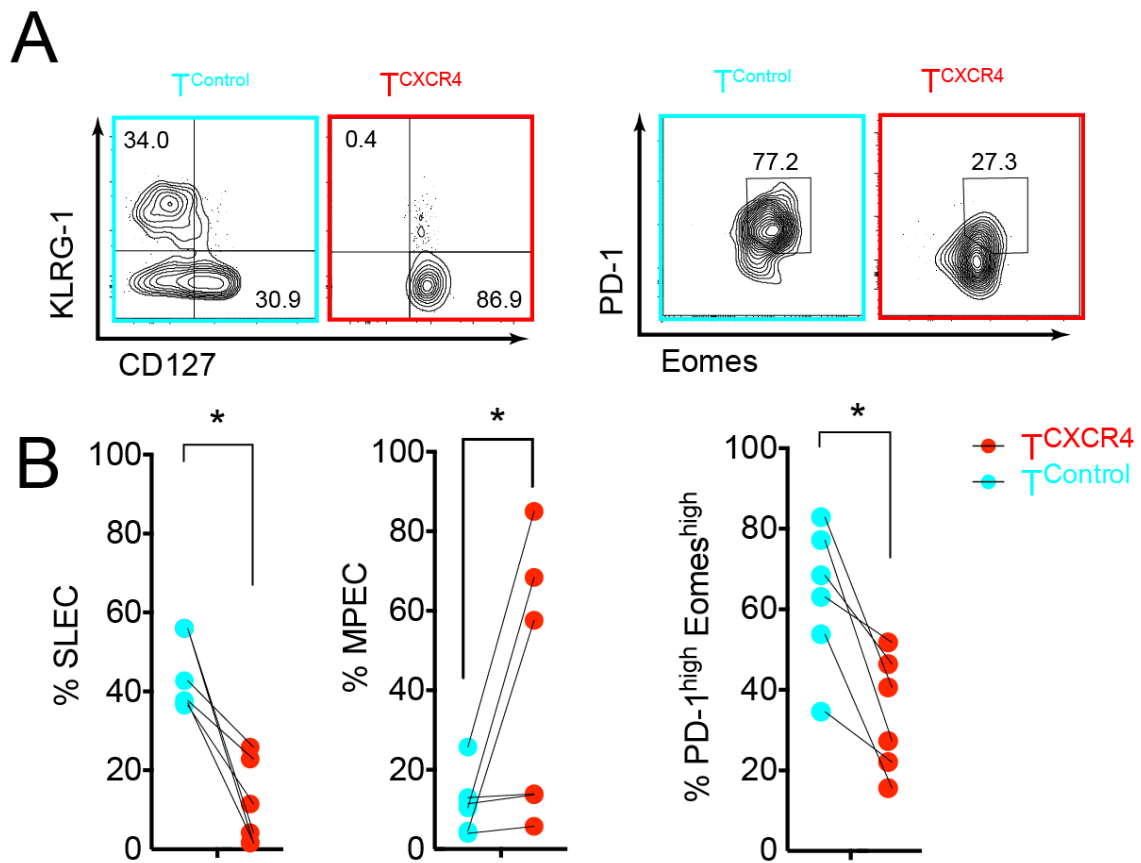 A
TControl TCXCR4 TControl TCXCR4
34.0 0.4 77.2 27.3
30.9 86.9
KLRG-1
CD127
PD-1
Eomes
B
* * *
100
80
60
40
20
0
% SLEC
100
80
60
40
20
0
% MPEC
100
80
60
40
20
0
% PD-1high Eomeshigh
TCXCR4
TControl